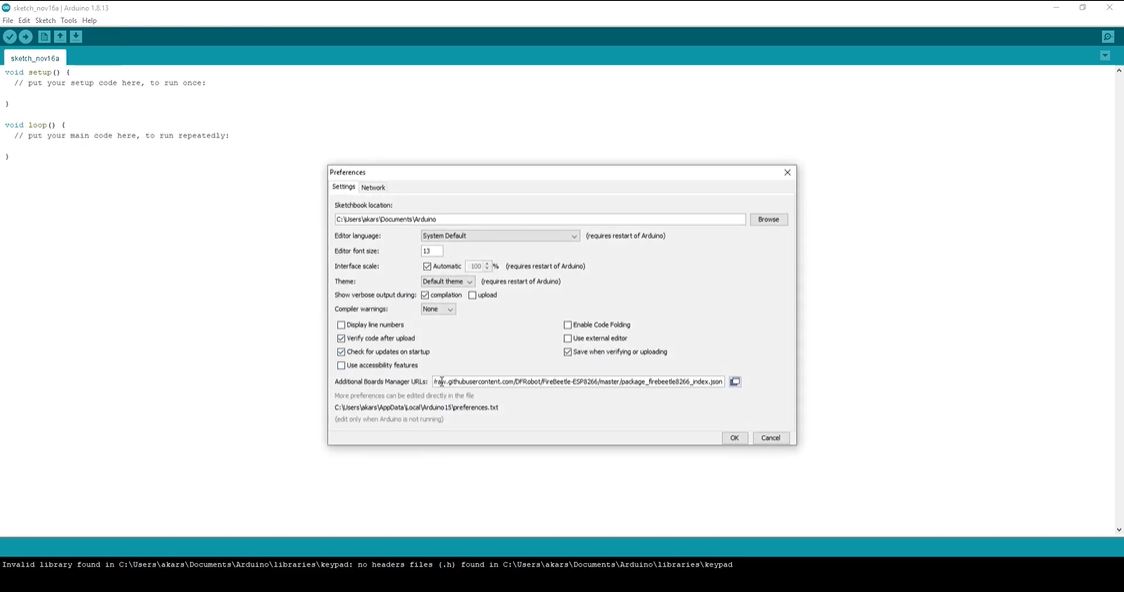 sketch_nov16a | Arduino 1.8.13
File Edit Sketch Tools Help
sketch_nov16a
void setup() {
// put your setup code here, to run once:
}
void loop() {
// put your main code here, to run repeatedly:
}
Preferences
Settings Network
Sketchbook location:
C:\Users\akars\Documents\Arduino Browse
Editor language: System Default (requires restart of Arduino)
Editor font size: 13
Interface scale: Automatic 100 % (requires restart of Arduino)
Theme: Default theme (requires restart of Arduino)
Show verbose output during: compilation upload
Compiler warnings: None
Display line numbers Enable Code Folding
Verify code after upload Use external editor
Check for updates on startup Save when verifying or uploading
Use accessibility features
Additional Boards Manager URLs: /raw.githubusercontent.com/DFRobot/FireBeetle-ESP8266/master/package_firebeetle8266_index.json
More preferences can be edited directly in the file
C:\Users\akars\AppData\Local\Arduino15\preferences.txt
(edit only when Arduino is not running)
OK Cancel
Invalid library found in C:\Users\akars\Documents\Arduino\libraries\keypad: no headers files (.h) found in C:\Users\akars\Documents\Arduino\libraries\keypad